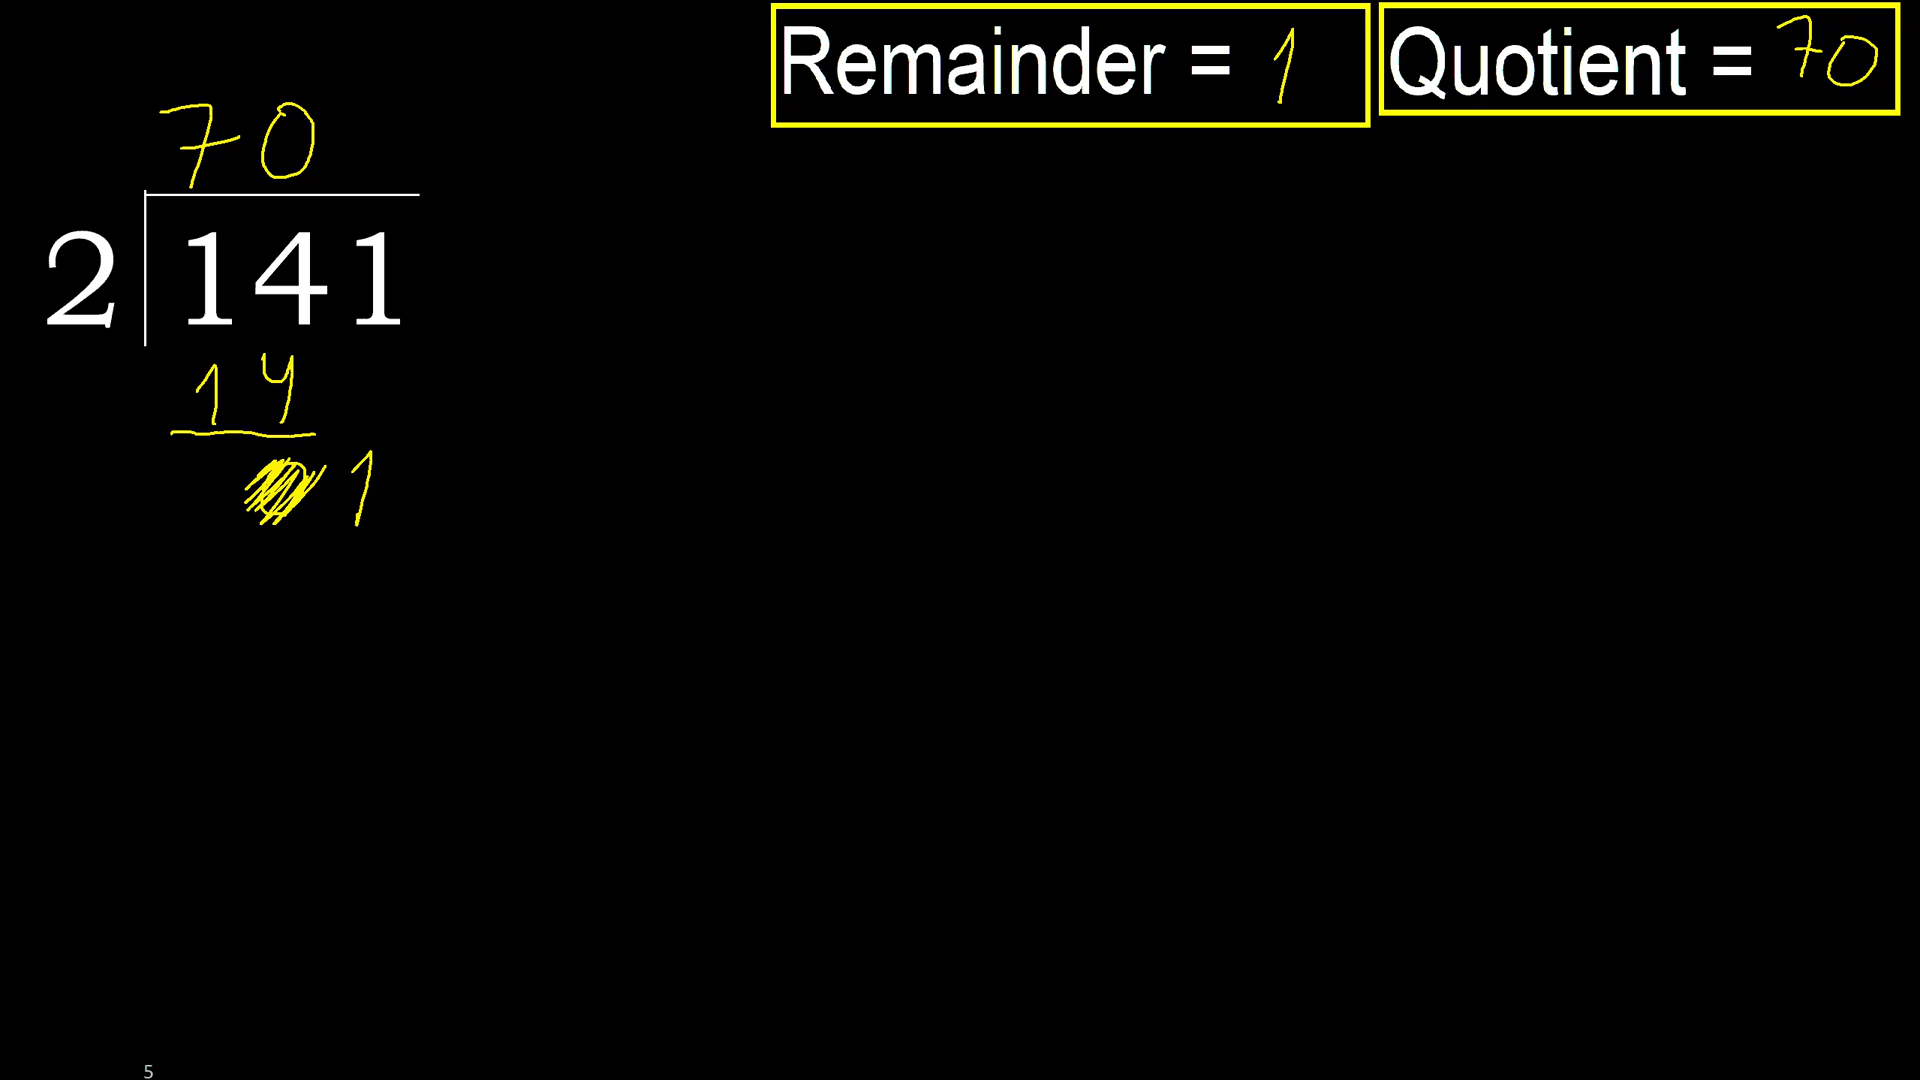 Remainder = 1
Quotient = 70
70
2 141
14
1
5